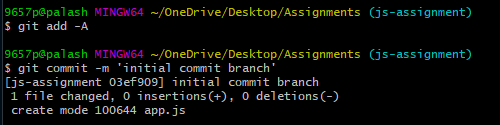 9657p@palash MINGW64 ~/OneDrive/Desktop/Assignments (js-assignment)
$ git add -A
9657p@palash MINGW64 ~/OneDrive/Desktop/Assignments (js-assignment)
$ git commit -m 'initial commit branch'
[js-assignment 03ef909] initial commit branch
 1 file changed, 0 insertions(+), 0 deletions(-)
 create mode 100644 app.js